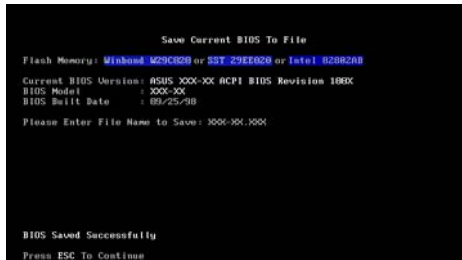 Save Current BIOS To File
Flash Memory: Winbond W29C020 or SST 29EE020 or Intel 82802AB
Current BIOS Version: ASUS XXX-XX ACPI BIOS Revision 100X
BIOS Model : XXX-XX
BIOS Built Date : 09/25/98
Please Enter File Name to Save: XXX-XX.XXX
BIOS Saved Successfully
Press ESC To Continue